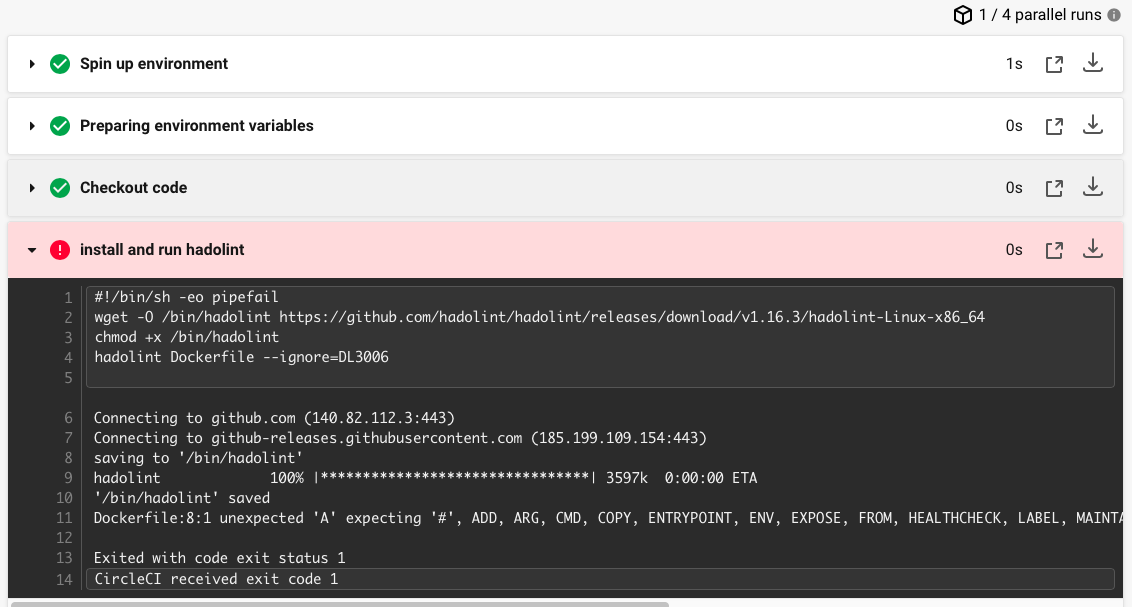 1 / 4 parallel runs
Spin up environment 1s
Preparing environment variables 0s
Checkout code 0s
install and run hadolint 0s
1 #!/bin/sh -eo pipefail
2 wget -O /bin/hadolint https://github.com/hadolint/hadolint/releases/download/v1.16.3/hadolint-Linux-x86_64
3 chmod +x /bin/hadolint
4 hadolint Dockerfile --ignore=DL3006
5
6 Connecting to github.com (140.82.112.3:443)
7 Connecting to github-releases.githubusercontent.com (185.199.109.154:443)
8 saving to '/bin/hadolint'
9 hadolint 100% |********************************| 3597k 0:00:00 ETA
10 '/bin/hadolint' saved
11 Dockerfile:8:1 unexpected 'A' expecting '#', ADD, ARG, CMD, COPY, ENTRYPOINT, ENV, EXPOSE, FROM, HEALTHCHECK, LABEL, MAINTA
12
13 Exited with code exit status 1
14 CircleCI received exit code 1